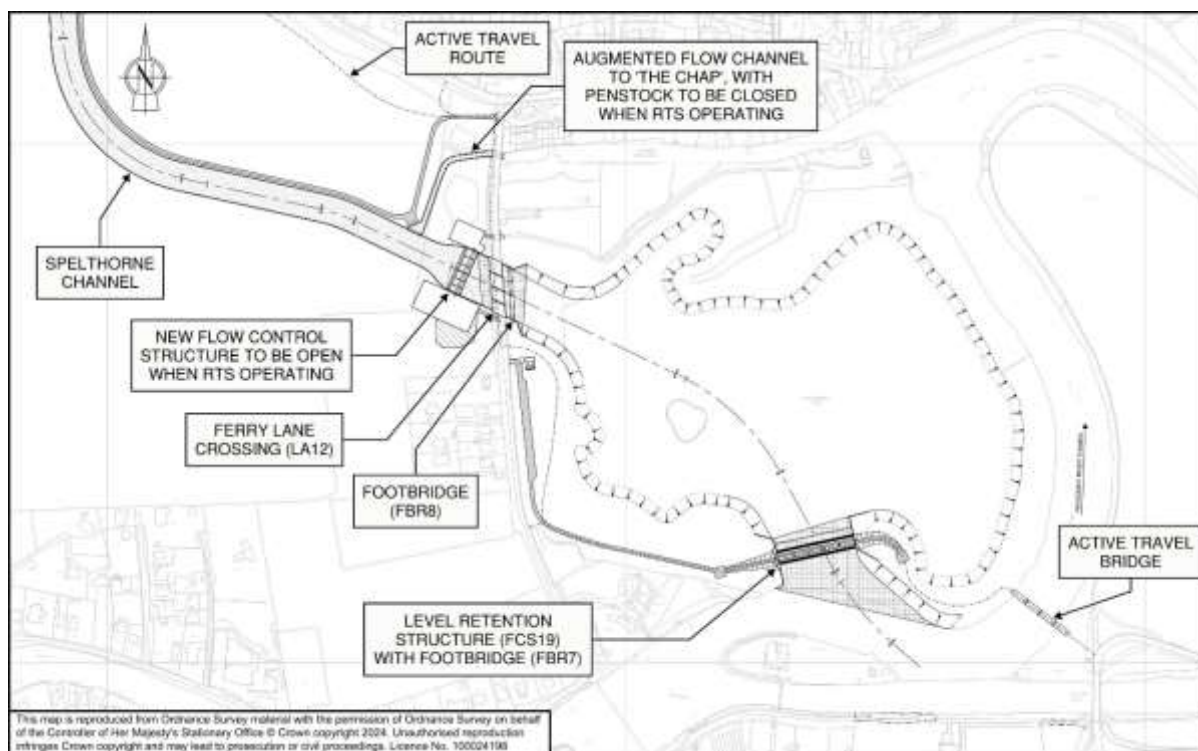 ACTIVE TRAVEL
ROUTE
AUGMENTED FLOW CHANNEL
TO 'THE CHAP', WITH
PENSTOCK TO BE CLOSED
WHEN RTS OPERATING
N
SPELTHORNE
CHANNEL
NEW FLOW CONTROL
STRUCTURE TO BE OPEN
WHEN RTS OPERATING
FERRY LANE
CROSSING (LA12)
FOOTBRIDGE
(FBR8)
ACTIVE TRAVEL
BRIDGE
LEVEL RETENTION
STRUCTURE (FCS19)
WITH FOOTBRIDGE (FBR7)
This map is reproduced from Ordnance Survey material with the permission of Ordnance Survey on behalf
of the Controller of Her Majesty's Stationary Office © Crown copyright 2024. Unauthorised reproduction
infringes Crown copyright and may lead to prosecution or civil proceedings. Licence No. 100024198